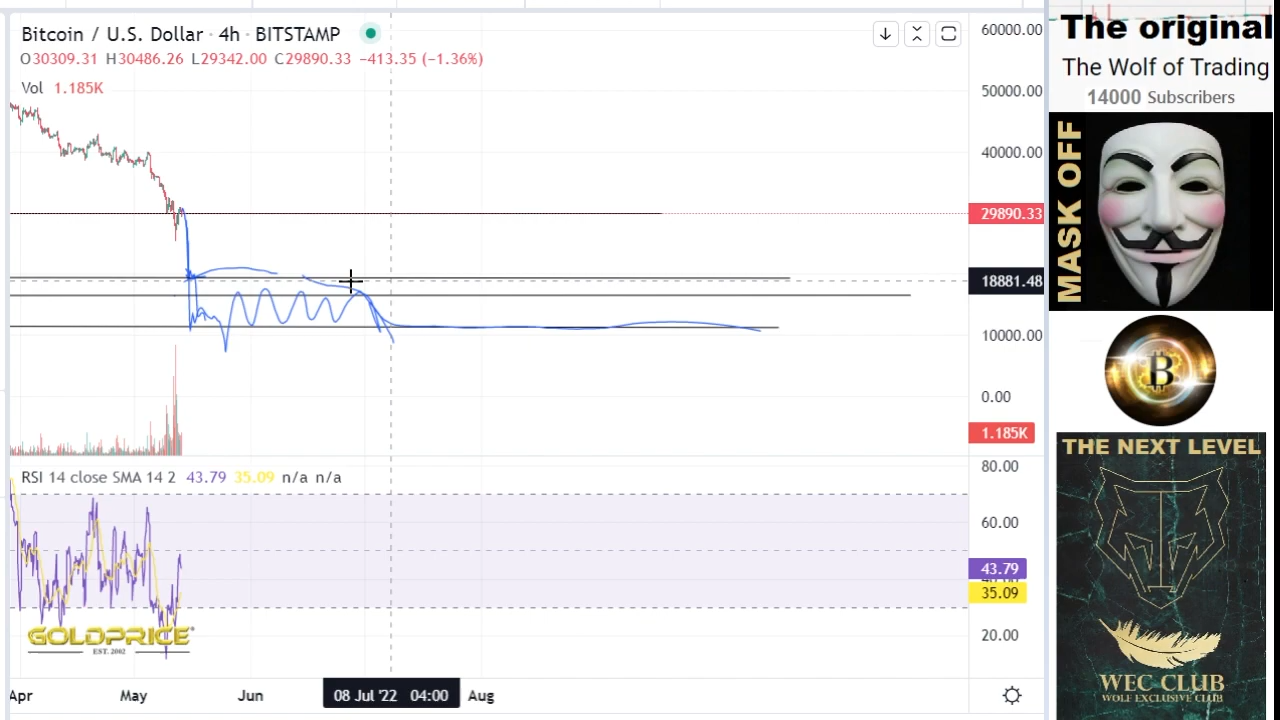 Bitcoin / U.S. Dollar · 4h · BITSTAMP
O30309.31 H30486.26 L29342.00 C29890.33 −413.35 (−1.36%)
Vol 1.185K
60000.00
50000.00
40000.00
29890.33
18881.48
10000.00
0.00
1.185K
RSI 14 close SMA 14 2 43.79 35.09 n/a n/a
80.00
60.00
43.79
35.09
20.00
GOLDPRICE
EST. 2002
Apr May Jun 08 Jul '22 04:00 Aug
The original
The Wolf of Trading
14000 Subscribers
MASK OFF
THE NEXT LEVEL
WEC CLUB
WOLF EXCLUSIVE CLUB